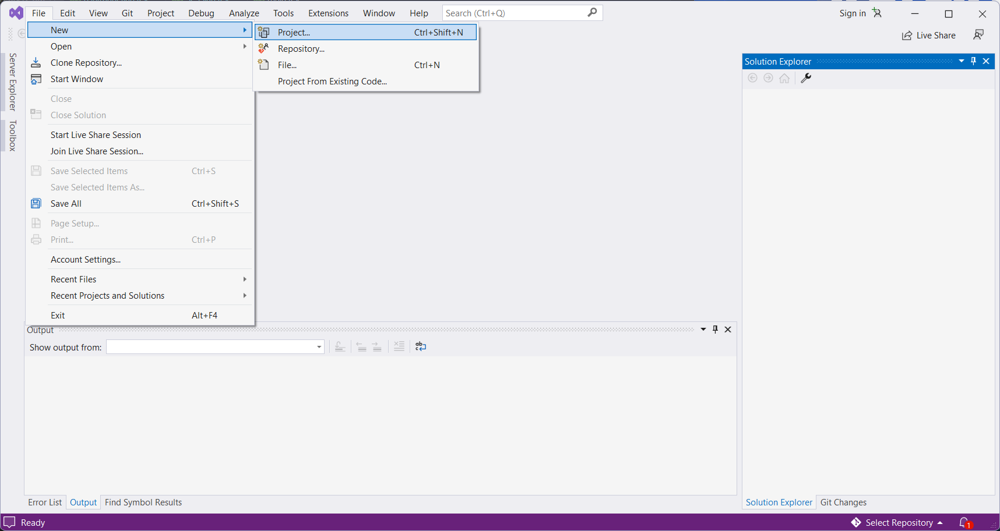 File Edit View Git Project Debug Analyze Tools Extensions Window Help Search (Ctrl+Q) Sign in
Live Share
New
Open
Clone Repository...
Start Window
Close
Close Solution
Start Live Share Session
Join Live Share Session...
Save Selected Items Ctrl+S
Save Selected Items As...
Save All Ctrl+Shift+S
Page Setup...
Print... Ctrl+P
Account Settings...
Recent Files
Recent Projects and Solutions
Exit Alt+F4
Project... Ctrl+Shift+N
Repository...
File... Ctrl+N
Project From Existing Code...
Server Explorer
Toolbox
Solution Explorer
Output
Show output from:
ab
c
Error List Output Find Symbol Results
Solution Explorer Git Changes
Ready Select Repository 1